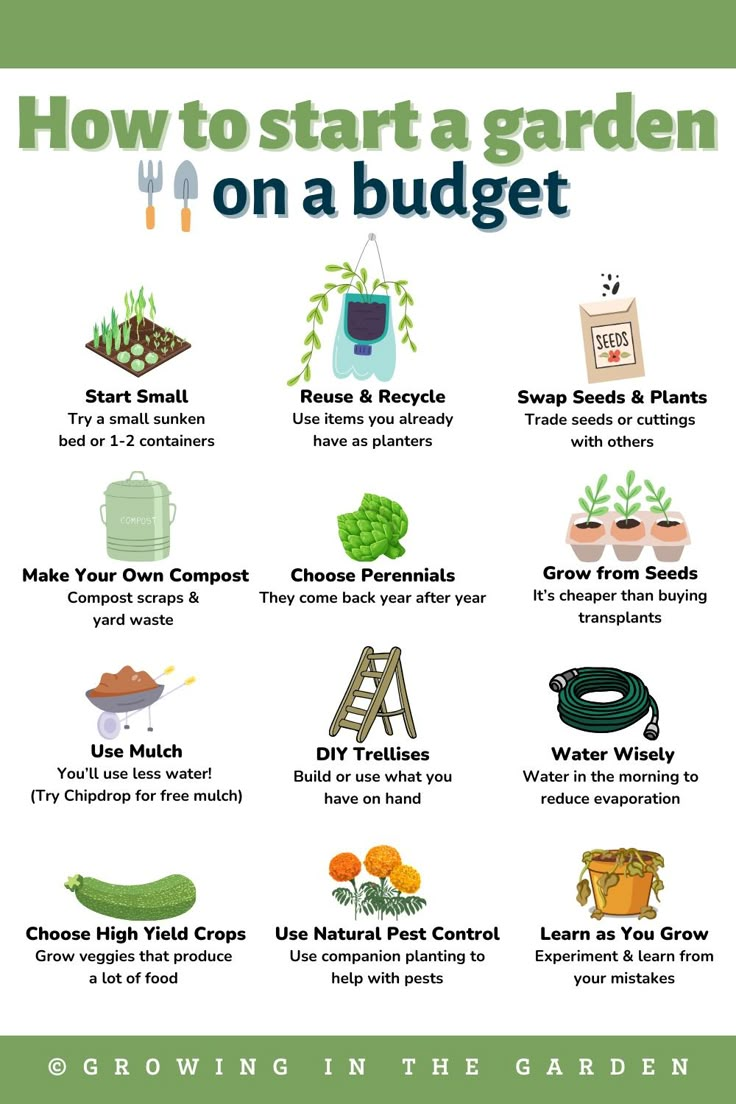 How to start a garden
on a budget
SEEDS
Start Small
Try a small sunken
bed or 1-2 containers
Reuse & Recycle
Use items you already
have as planters
Swap Seeds & Plants
Trade seeds or cuttings
with others
COMPOST
Make Your Own Compost
Compost scraps &
yard waste
Choose Perennials
They come back year after year
Grow from Seeds
It's cheaper than buying
transplants
Use Mulch
You'll use less water!
(Try Chipdrop for free mulch)
DIY Trellises
Build or use what you
have on hand
Water Wisely
Water in the morning to
reduce evaporation
Choose High Yield Crops
Grow veggies that produce
a lot of food
Use Natural Pest Control
Use companion planting to
help with pests
Learn as You Grow
Experiment & learn from
your mistakes
© GROWING IN THE GARDEN